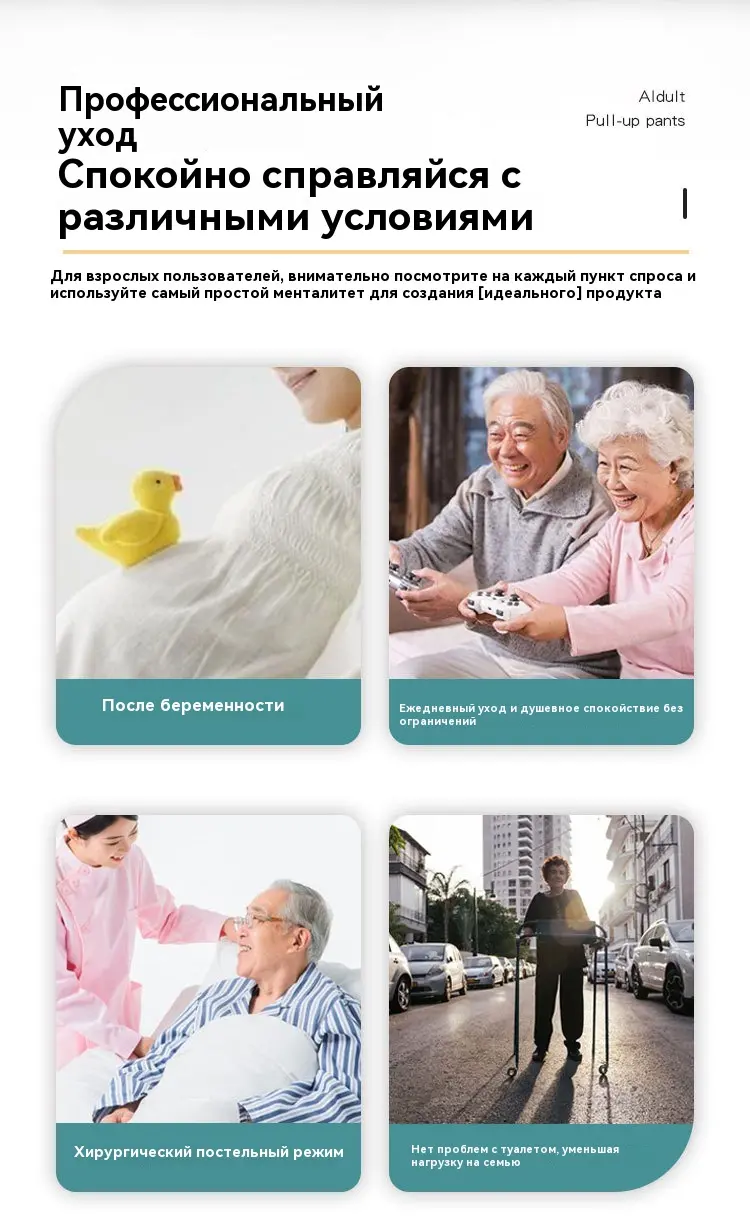 Профессиональный
уход
Aldult
Pull-up pants
Спокойно справляйся с
различными условиями
Для взрослых пользователей, внимательно посмотрите на каждый пункт спроса и
используйте самый простой менталитет для создания [идеального] продукта
После беременности
Ежедневный уход и душевное спокойствие без
ограничений
Хирургический постельный режим
Нет проблем с туалетом, уменьшая
нагрузку на семью